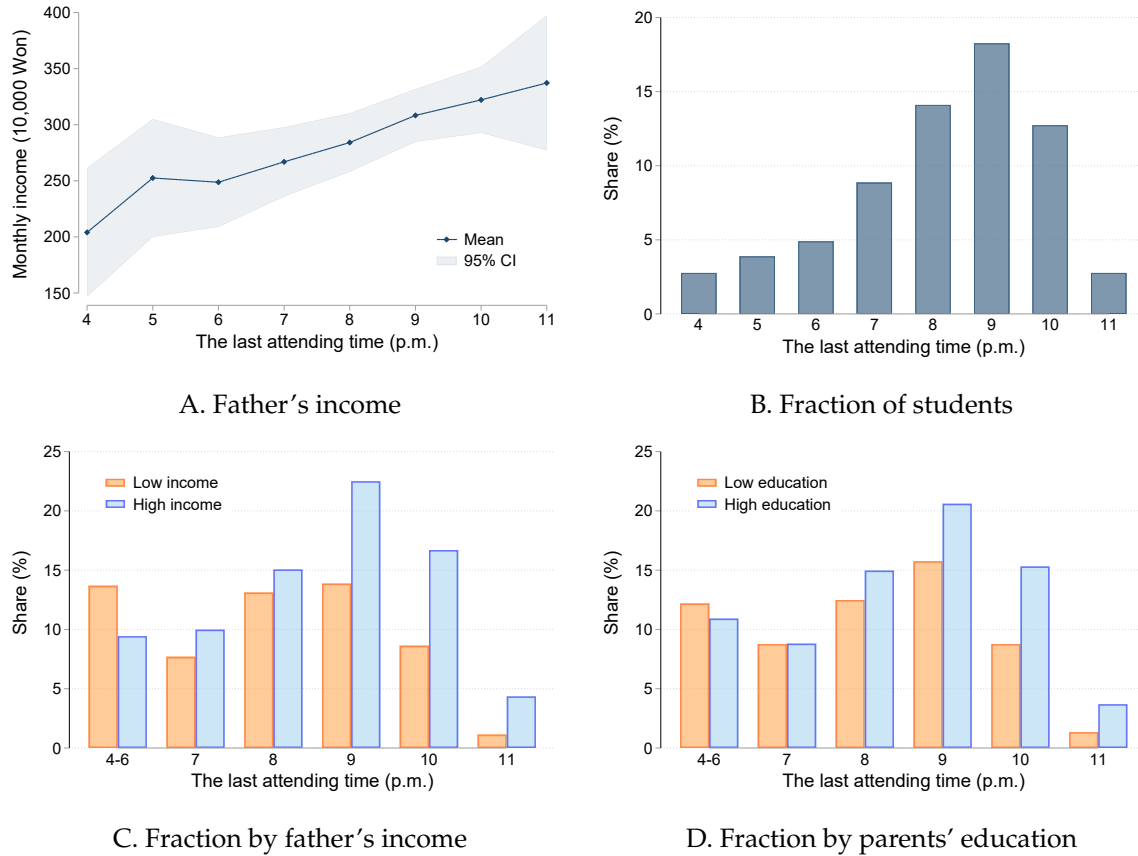 400
350
300
250
200
150
Monthly income (10,000 Won)
Mean
95% CI
4 5 6 7 8 9 10 11
The last attending time (p.m.)
A. Father's income
20
15
10
5
0
Share (%)
4 5 6 7 8 9 10 11
The last attending time (p.m.)
B. Fraction of students
25
20
15
10
5
0
Share (%)
Low income
High income
4-6 7 8 9 10 11
The last attending time (p.m.)
C. Fraction by father's income
25
20
15
10
5
0
Share (%)
Low education
High education
4-6 7 8 9 10 11
The last attending time (p.m.)
D. Fraction by parents' education